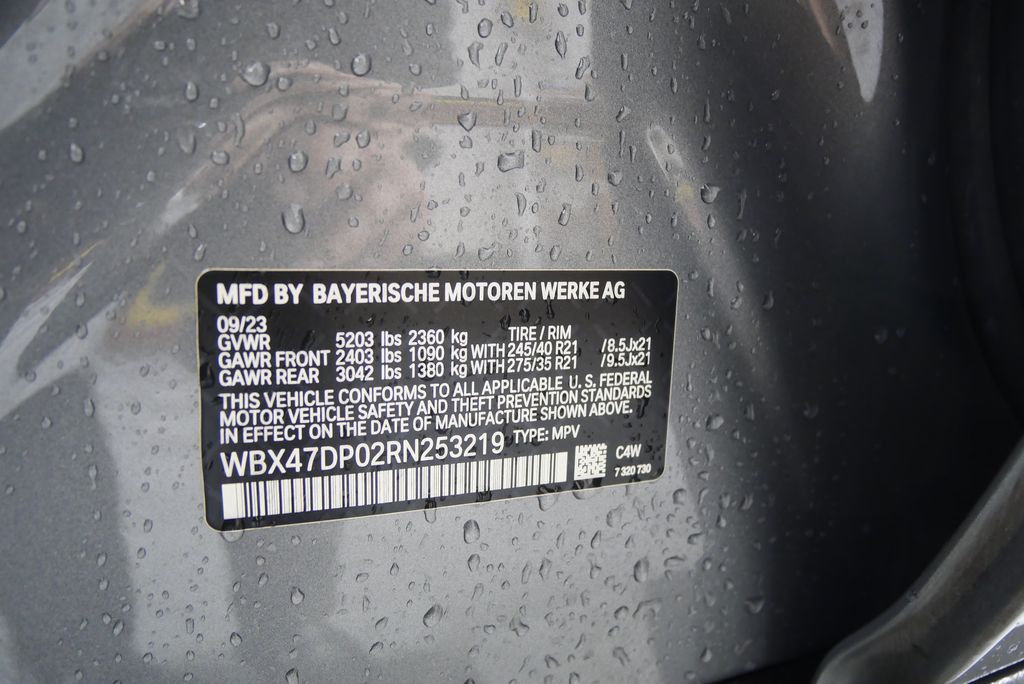 MFD BY BAYERISCHE MOTOREN WERKE AG
09/23
GVWR 5203 lbs 2360 kg TIRE / RIM
GAWR FRONT 2403 lbs 1090 kg WITH 245/40 R21 /8.5Jx21
GAWR REAR 3042 lbs 1380 kg WITH 275/35 R21 /9.5Jx21
THIS VEHICLE CONFORMS TO ALL APPLICABLE U. S. FEDERAL
MOTOR VEHICLE SAFETY AND THEFT PREVENTION STANDARDS
IN EFFECT ON THE DATE OF MANUFACTURE SHOWN ABOVE.
WBX47DP02RN253219 TYPE: MPV
C4W
7 320 730